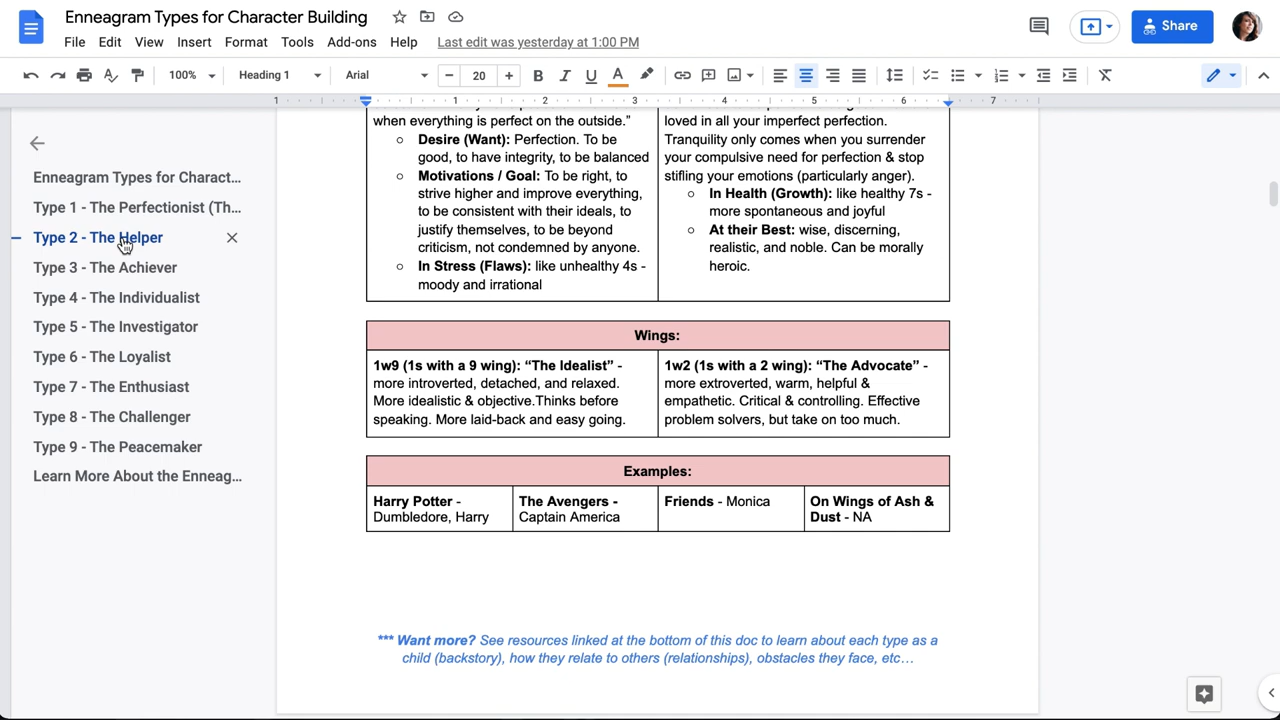 Enneagram Types for Character Building
File Edit View Insert Format Tools Add-ons Help Last edit was yesterday at 1:00 PM
Share
100% Heading 1 Arial 20
1 1 2 3 4 5 6 7
Enneagram Types for Charact...
Type 1 - The Perfectionist (Th...
Type 2 - The Helper
Type 3 - The Achiever
Type 4 - The Individualist
Type 5 - The Investigator
Type 6 - The Loyalist
Type 7 - The Enthusiast
Type 8 - The Challenger
Type 9 - The Peacemaker
Learn More About the Enneag...
when everything is perfect on the outside.”
Desire (Want): Perfection. To be
good, to have integrity, to be balanced
Motivations / Goal: To be right, to
strive higher and improve everything,
to be consistent with their ideals, to
justify themselves, to be beyond
criticism, not condemned by anyone.
In Stress (Flaws): like unhealthy 4s -
moody and irrational
loved in all your imperfect perfection.
Tranquility only comes when you surrender
your compulsive need for perfection & stop
stifling your emotions (particularly anger).
In Health (Growth): like healthy 7s -
more spontaneous and joyful
At their Best: wise, discerning,
realistic, and noble. Can be morally
heroic.
Wings:
1w9 (1s with a 9 wing): “The Idealist” -
more introverted, detached, and relaxed.
More idealistic & objective.Thinks before
speaking. More laid-back and easy going.
1w2 (1s with a 2 wing): “The Advocate” -
more extroverted, warm, helpful &
empathetic. Critical & controlling. Effective
problem solvers, but take on too much.
Examples:
Harry Potter -
Dumbledore, Harry
The Avengers -
Captain America
Friends - Monica
On Wings of Ash &
Dust - NA
*** Want more? See resources linked at the bottom of this doc to learn about each type as a
child (backstory), how they relate to others (relationships), obstacles they face, etc…